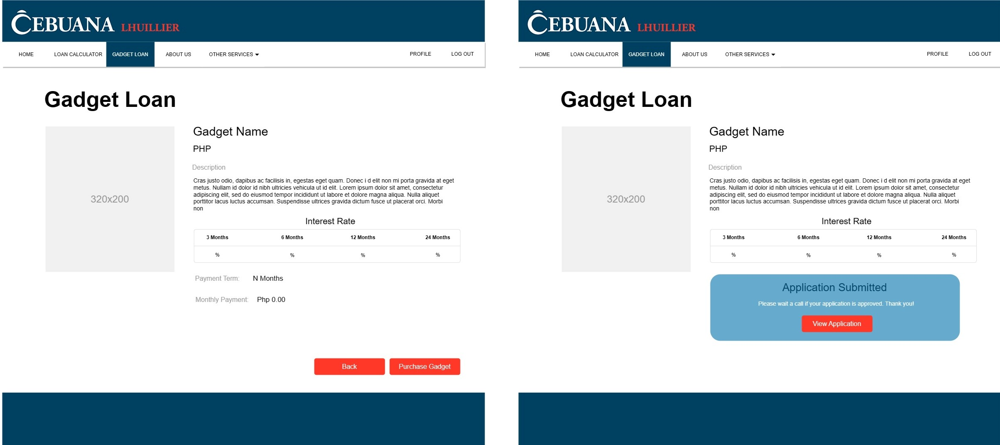 ĈEBUANA LHUILLIER
HOME LOAN CALCULATOR GADGET LOAN ABOUT US OTHER SERVICES PROFILE LOG OUT
Gadget Loan
320x200
Gadget Name
PHP
Description
Cras justo odio, dapibus ac facilisis in, egestas eget quam. Donec i d elit non mi porta gravida at eget
metus. Nullam id dolor id nibh ultricies vehicula ut id elit. Lorem ipsum dolor sit amet, consectetur
adipiscing elit, sed do eiusmod tempor incididunt ut labore et dolore magna aliqua. Nulla aliquet
porttitor lacus luctus accumsan. Suspendisse ultrices gravida dictum fusce ut placerat orci. Morbi
non
Interest Rate
3 Months 6 Months 12 Months 24 Months
% % % %
Payment Term: N Months
Monthly Payment: Php 0.00
Back Purchase Gadget
ĈEBUANA LHUILLIER
HOME LOAN CALCULATOR GADGET LOAN ABOUT US OTHER SERVICES PROFILE LOG OUT
Gadget Loan
320x200
Gadget Name
PHP
Description
Cras justo odio, dapibus ac facilisis in, egestas eget quam. Donec i d elit non mi porta gravida at eget
metus. Nullam id dolor id nibh ultricies vehicula ut id elit. Lorem ipsum dolor sit amet, consectetur
adipiscing elit, sed do eiusmod tempor incididunt ut labore et dolore magna aliqua. Nulla aliquet
porttitor lacus luctus accumsan. Suspendisse ultrices gravida dictum fusce ut placerat orci. Morbi
non
Interest Rate
3 Months 6 Months 12 Months 24 Months
% % % %
Application Submitted
Please wait a call if your application is approved. Thank you!
View Application